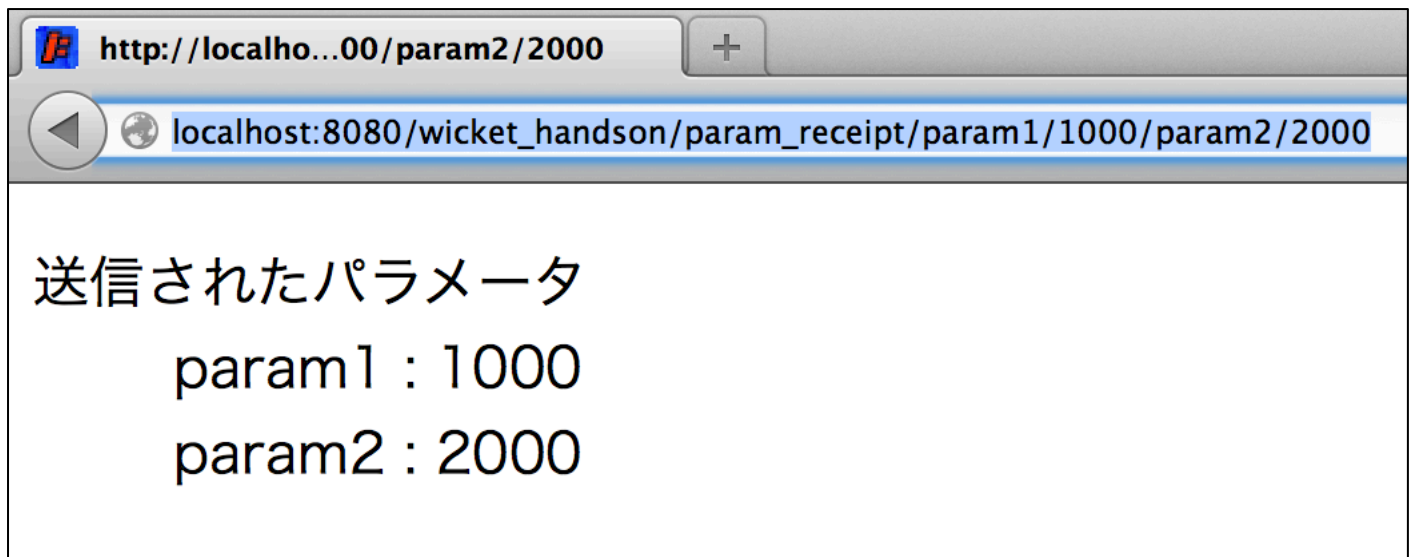 http://localho...00/param2/2000
localhost:8080/wicket_handson/param_receipt/param1/1000/param2/2000
送信されたパラメータ
param1 : 1000
param2 : 2000